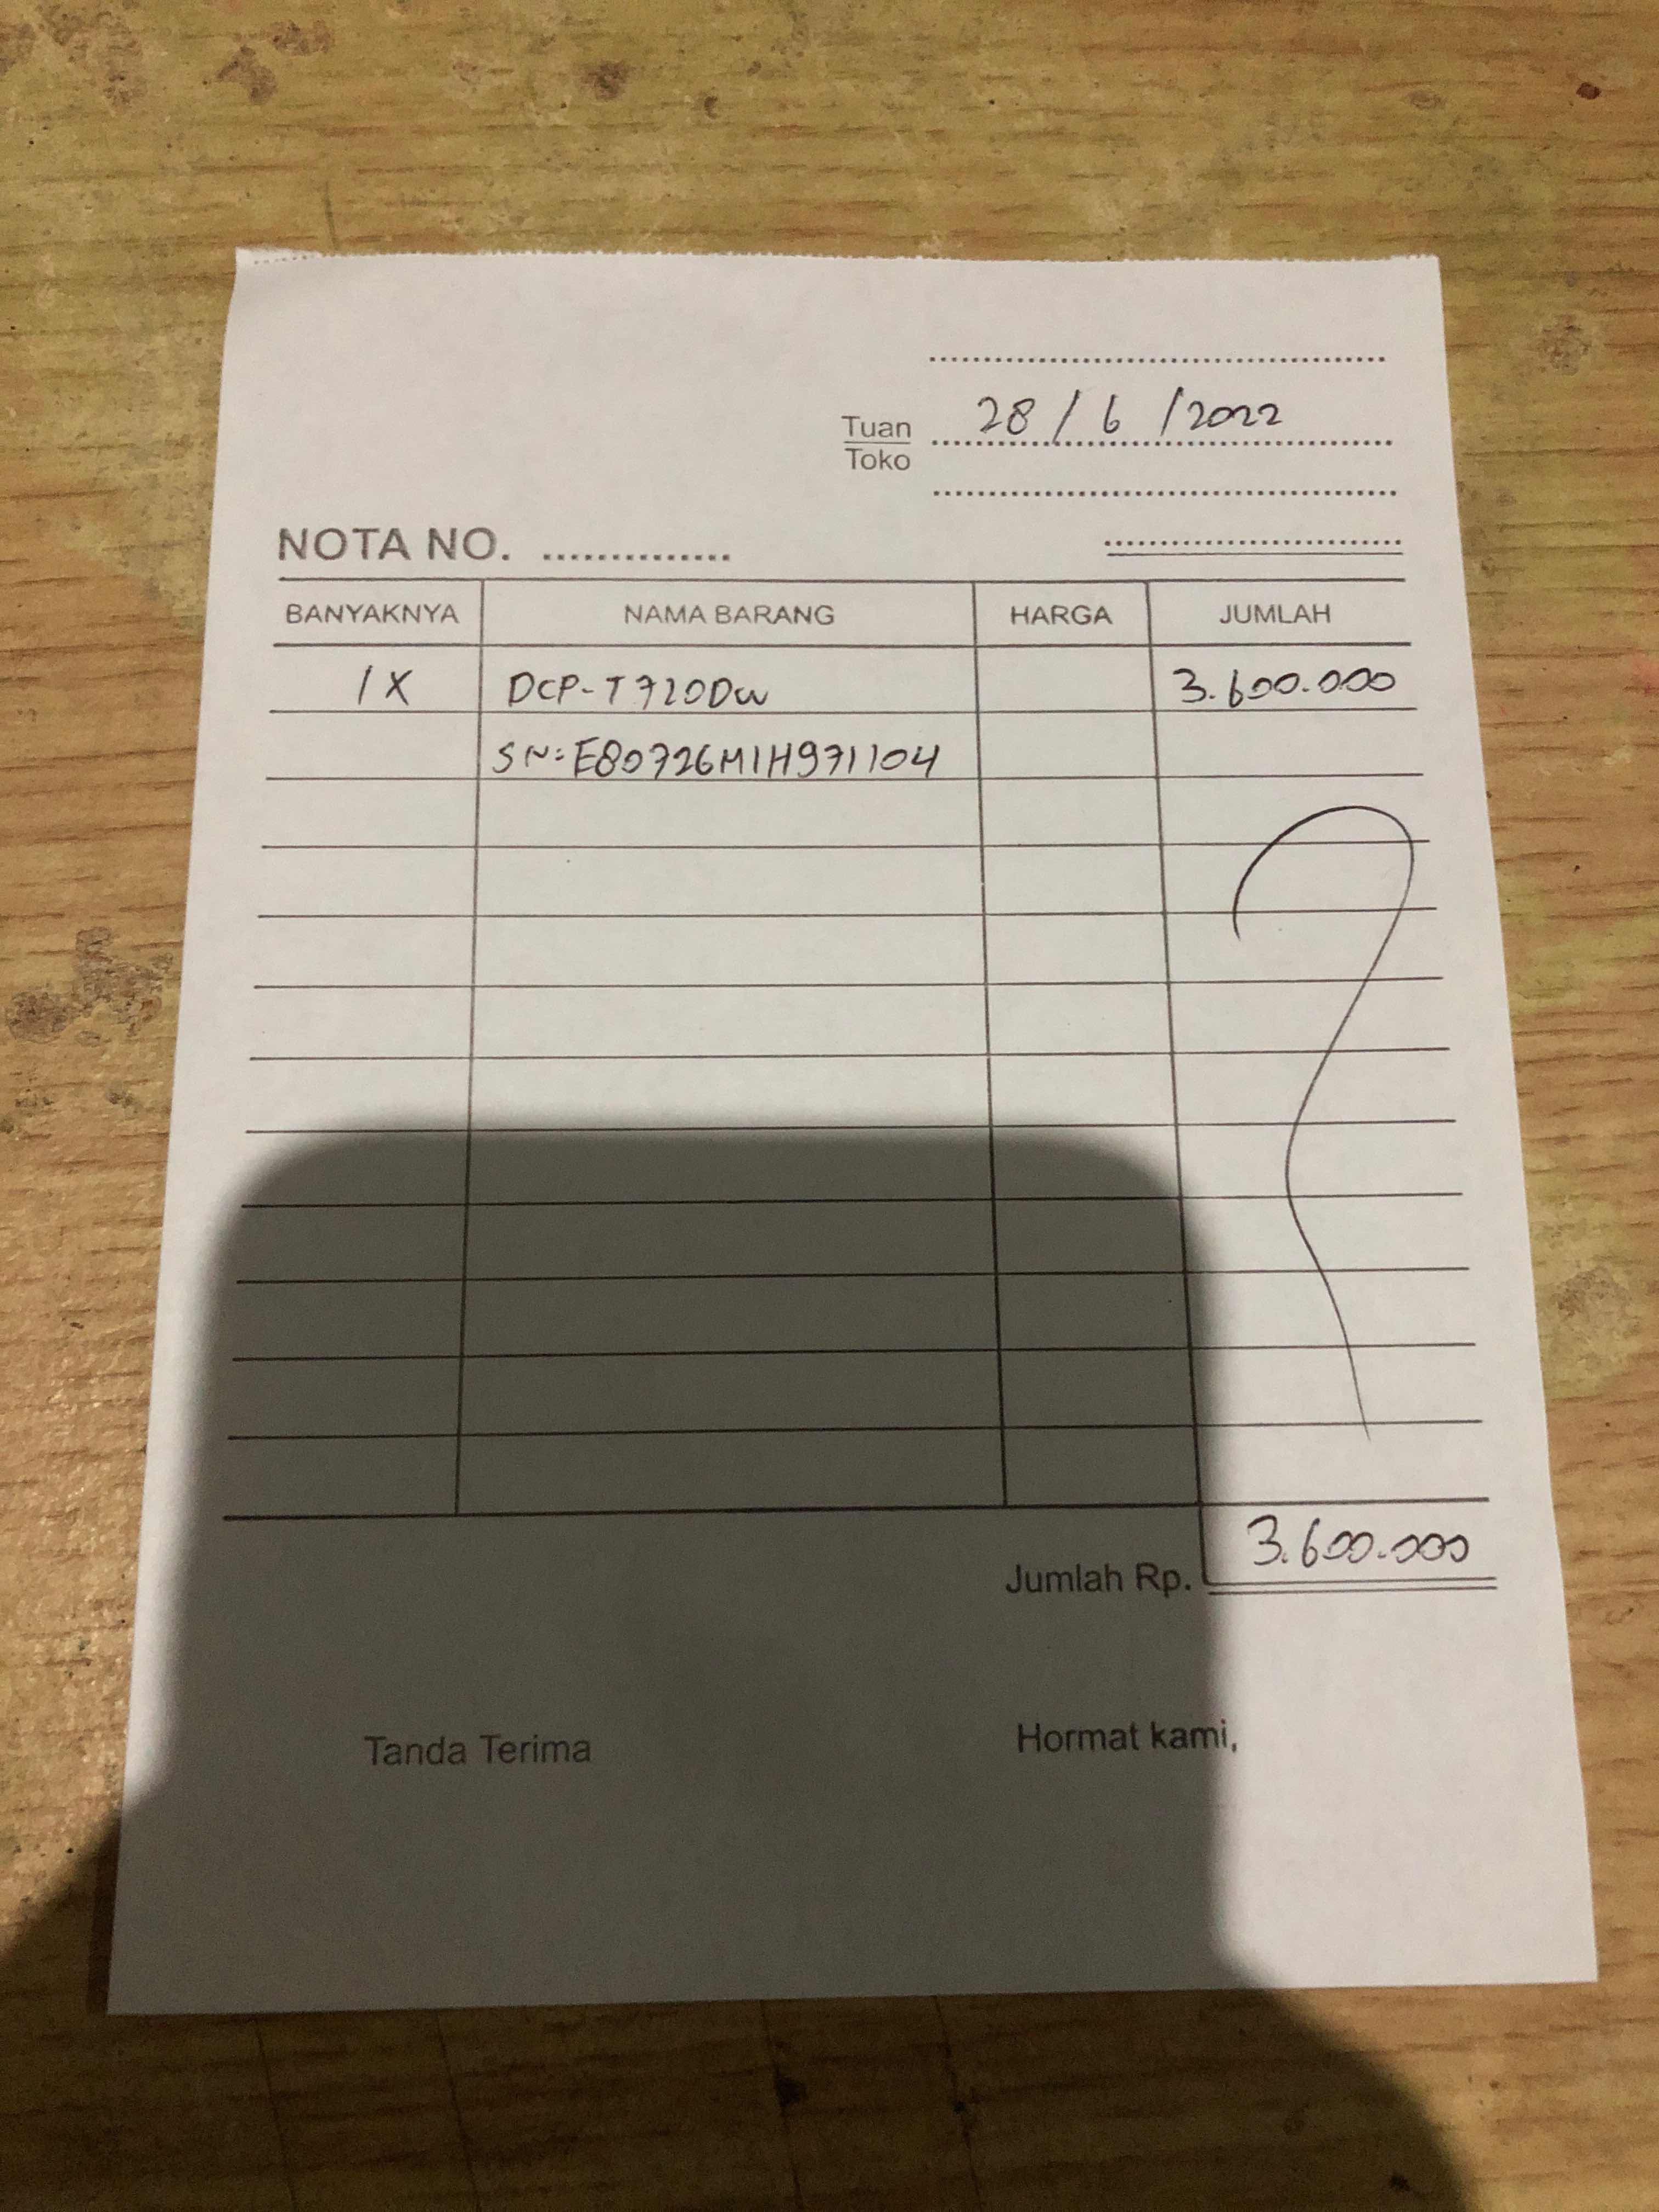 28/6/2022
Tuan
Toko
NOTA NO.
BANYAKNYA NAMA BARANG HARGA JUMLAH
1X DCP-T720DW 3.600.000
SN:E80726M1H971104
Jumlah Rp. 3.600.000
Tanda Terima Hormat kami,